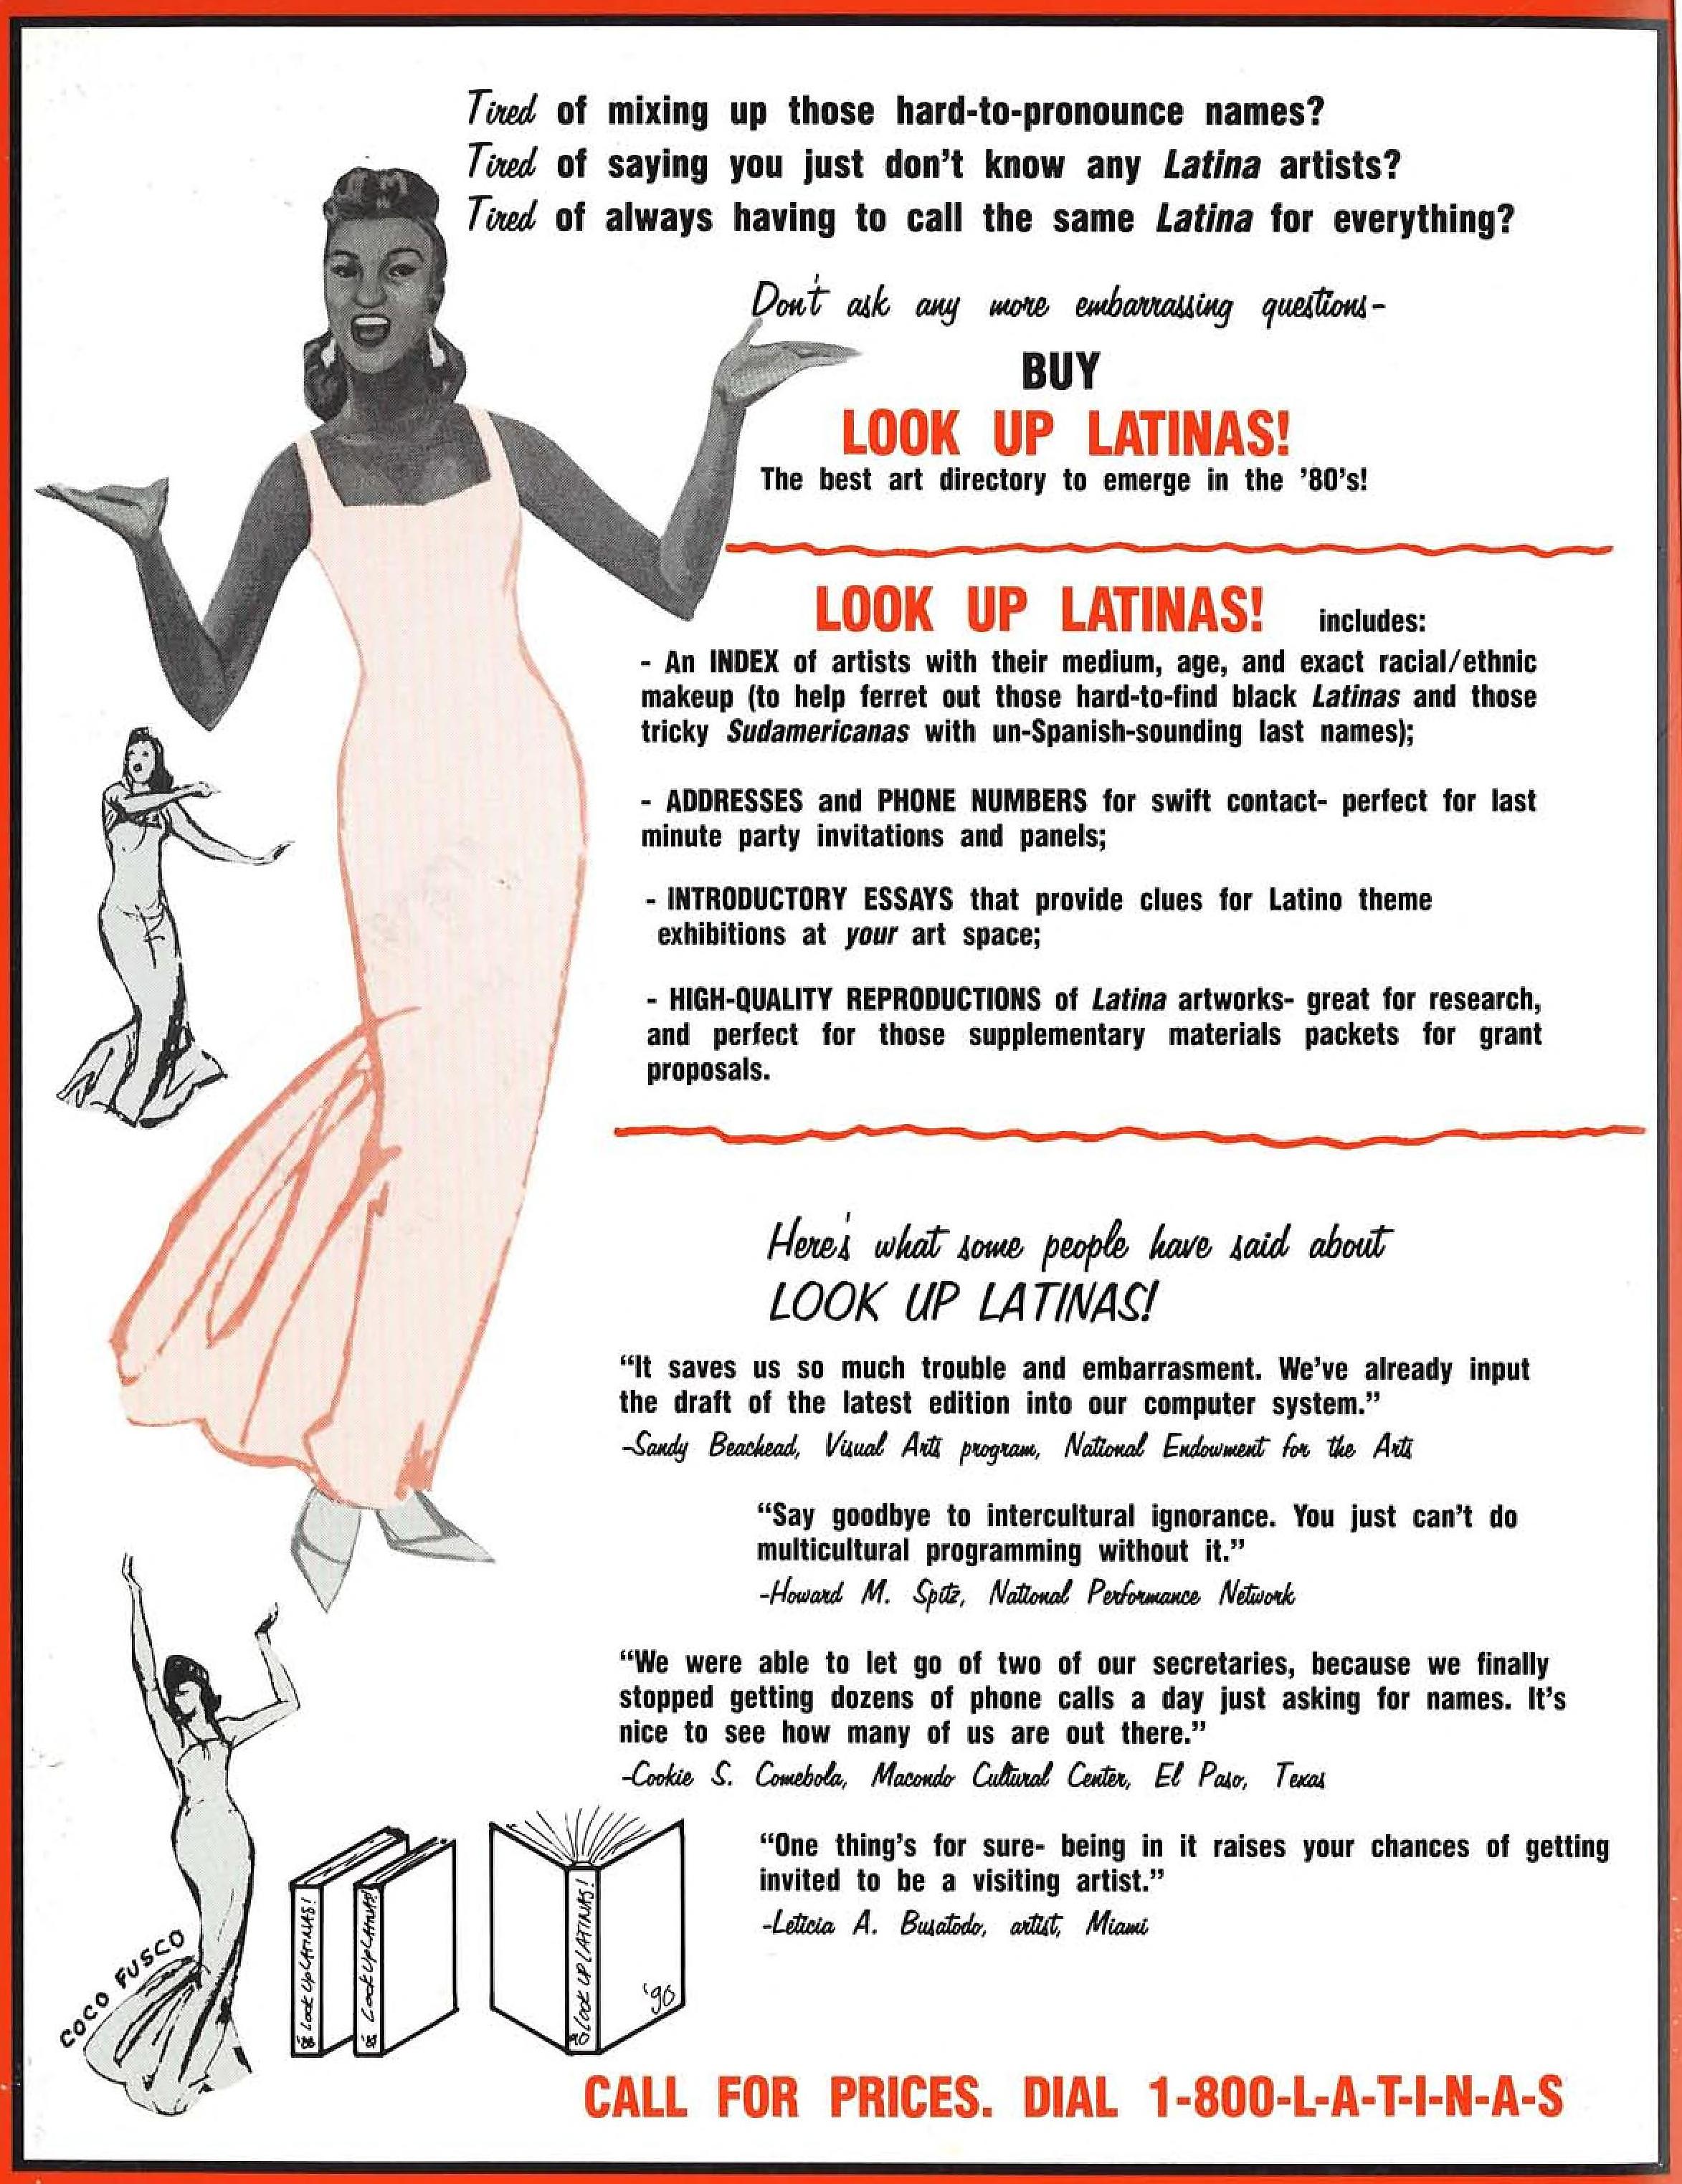 Tired of mixing up those hard-to-pronounce names?
Tired of saying you just don't know any Latina artists?
Tired of always having to call the same Latina for everything?
Don't ask any more embarrassing questions-
BUY
LOOK UP LATINAS!
The best art directory to emerge in the '80's!
LOOK UP LATINAS! includes:
- An INDEX of artists with their medium, age, and exact racial/ethnic
makeup (to help ferret out those hard-to-find black Latinas and those
tricky Sudamericanas with un-Spanish-sounding last names);
- ADDRESSES and PHONE NUMBERS for swift contact- perfect for last
minute party invitations and panels;
- INTRODUCTORY ESSAYS that provide clues for Latino theme
exhibitions at your art space;
- HIGH-QUALITY REPRODUCTIONS of Latina artworks- great for research,
and perfect for those supplementary materials packets for grant
proposals.
Here's what some people have said about
LOOK UP LATINAS!
“It saves us so much trouble and embarrasment. We've already input
the draft of the latest edition into our computer system.”
-Sandy Beachead, Visual Arts program, National Endowment for the Arts
“Say goodbye to intercultural ignorance. You just can't do
multicultural programming without it.”
-Howard M. Spitz, National Performance Network
“We were able to let go of two of our secretaries, because we finally
stopped getting dozens of phone calls a day just asking for names. It's
nice to see how many of us are out there.”
-Cookie S. Comebola, Macondo Cultural Center, El Paso, Texas
“One thing's for sure- being in it raises your chances of getting
invited to be a visiting artist.”
-Leticia A. Busatodo, artist, Miami
COCO FUSCO
Look Up LATINAS!
Look Up LATINAS!
LOOK UP LATINAS!
'90
CALL FOR PRICES. DIAL 1-800-L-A-T-I-N-A-S